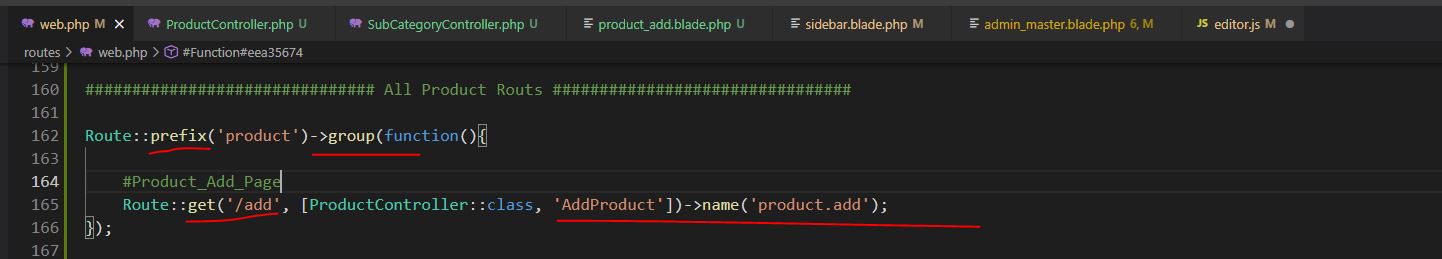 web.php M ProductController.php U SubCategoryController.php U product_add.blade.php U sidebar.blade.php M admin_master.blade.php 6, M JS editor.js M
routes > web.php > #Function#eea35674
159
160 ############################### All Product Routs ################################
161
162 Route::prefix('product')->group(function(){
163
164 #Product_Add_Page
165 Route::get('/add', [ProductController::class, 'AddProduct'])->name('product.add');
166 });
167